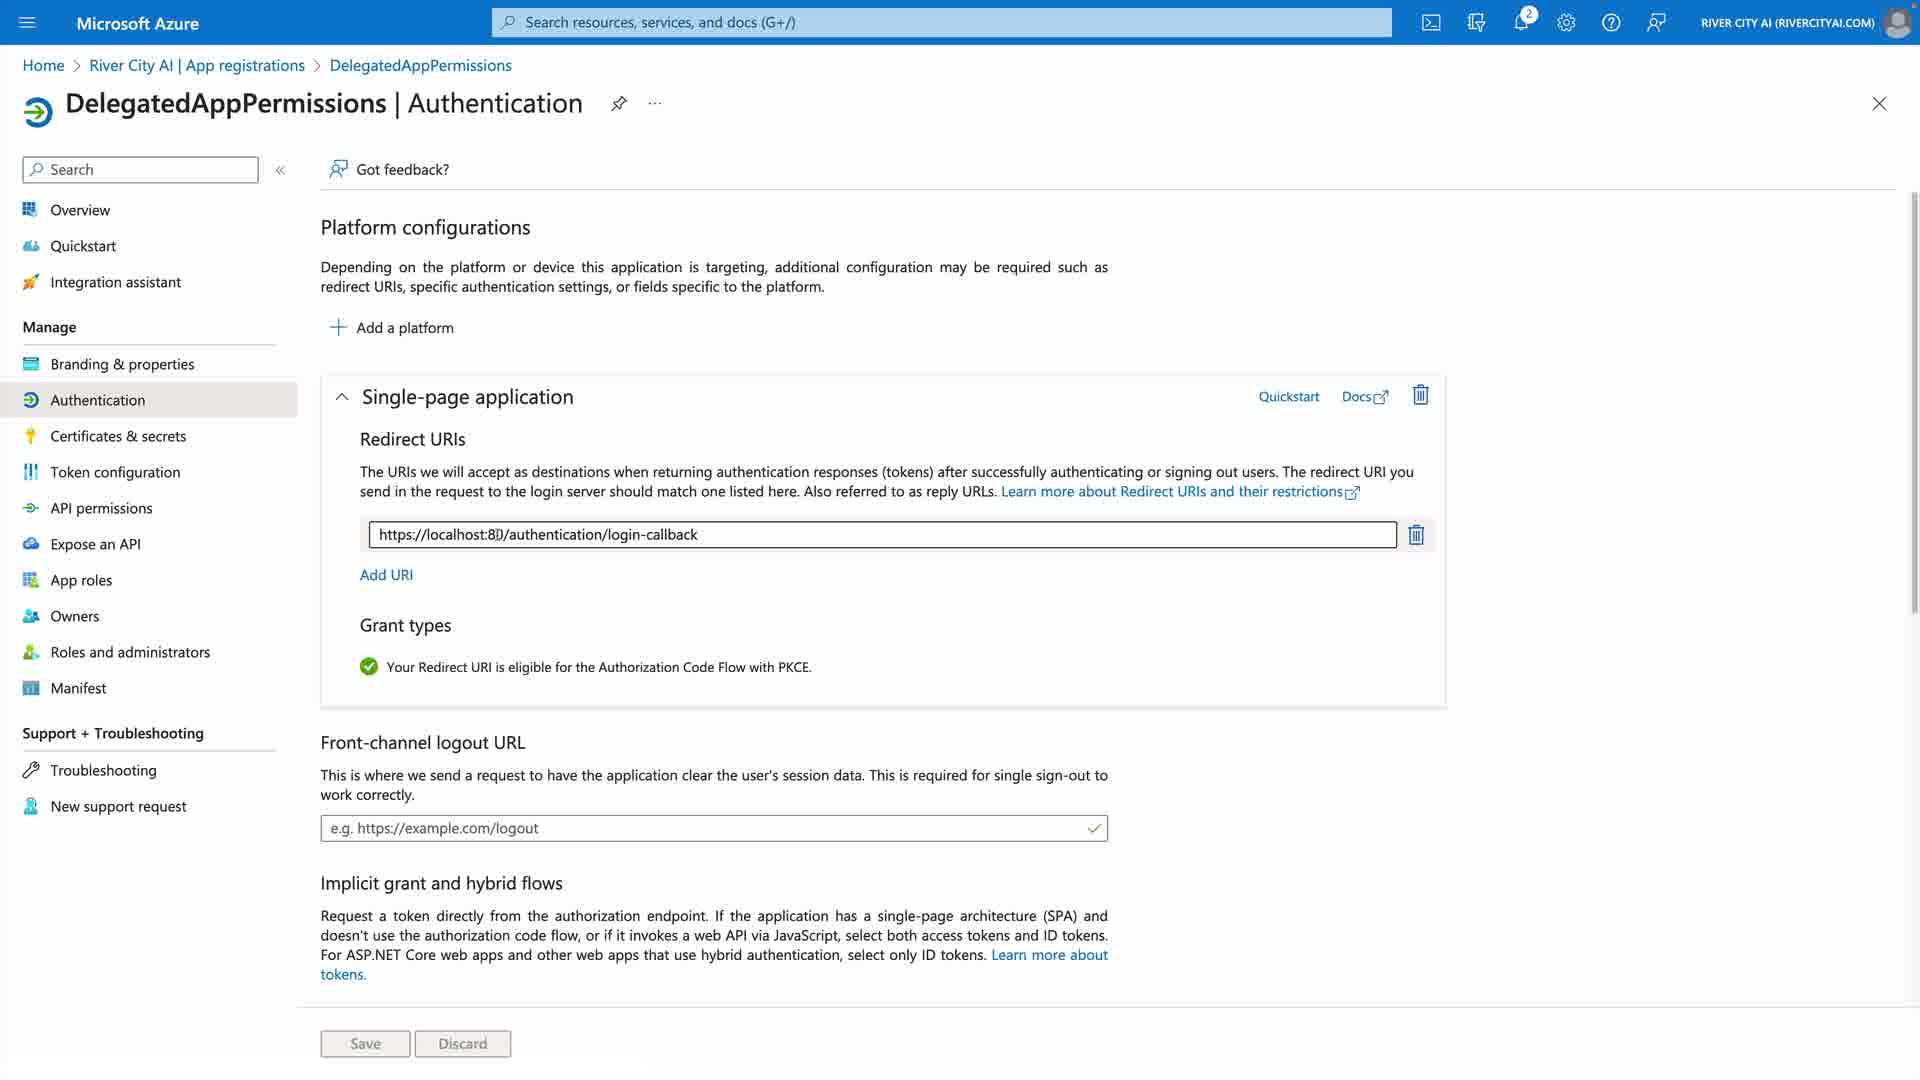 Microsoft Azure
Search resources, services, and docs (G+/)
2
RIVER CITY AI (RIVERCITYAI.COM)
Home > River City AI | App registrations > DelegatedAppPermissions
DelegatedAppPermissions | Authentication
Search
Got feedback?
Overview
Quickstart
Integration assistant
Manage
Branding & properties
Authentication
Certificates & secrets
Token configuration
API permissions
Expose an API
App roles
Owners
Roles and administrators
Manifest
Support + Troubleshooting
Troubleshooting
New support request
Platform configurations
Depending on the platform or device this application is targeting, additional configuration may be required such as
redirect URIs, specific authentication settings, or fields specific to the platform.
Add a platform
Single-page application
Quickstart
Docs
Redirect URIs
The URIs we will accept as destinations when returning authentication responses (tokens) after successfully authenticating or signing out users. The redirect URI you
send in the request to the login server should match one listed here. Also referred to as reply URLs. Learn more about Redirect URIs and their restrictions
https://localhost:80/authentication/login-callback
Add URI
Grant types
Your Redirect URI is eligible for the Authorization Code Flow with PKCE.
Front-channel logout URL
This is where we send a request to have the application clear the user's session data. This is required for single sign-out to
work correctly.
e.g. https://example.com/logout
Implicit grant and hybrid flows
Request a token directly from the authorization endpoint. If the application has a single-page architecture (SPA) and
doesn't use the authorization code flow, or if it invokes a web API via JavaScript, select both access tokens and ID tokens.
For ASP.NET Core web apps and other web apps that use hybrid authentication, select only ID tokens. Learn more about
tokens.
Save
Discard